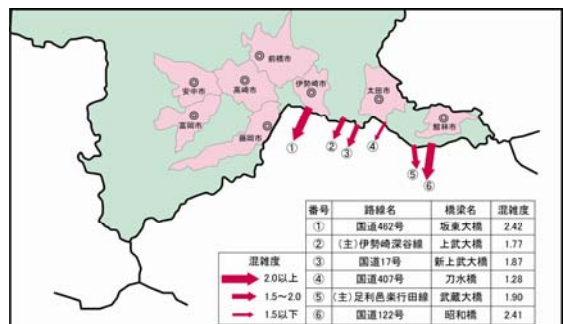 前橋市
安中市
高崎市
伊勢崎市
太田市
富岡市
藤岡市
館林市
①
②
③
④
⑤
⑥
番号 路線名 橋梁名 混雑度
① 国道462号 坂東大橋 2.42
② (主)伊勢崎深谷線 上武大橋 1.77
③ 国道17号 新上武大橋 1.87
④ 国道407号 刀水橋 1.28
⑤ (主)足利邑楽行田線 武蔵大橋 1.90
⑥ 国道122号 昭和橋 2.41
混雑度
2.0以上
1.5～2.0
1.5以下